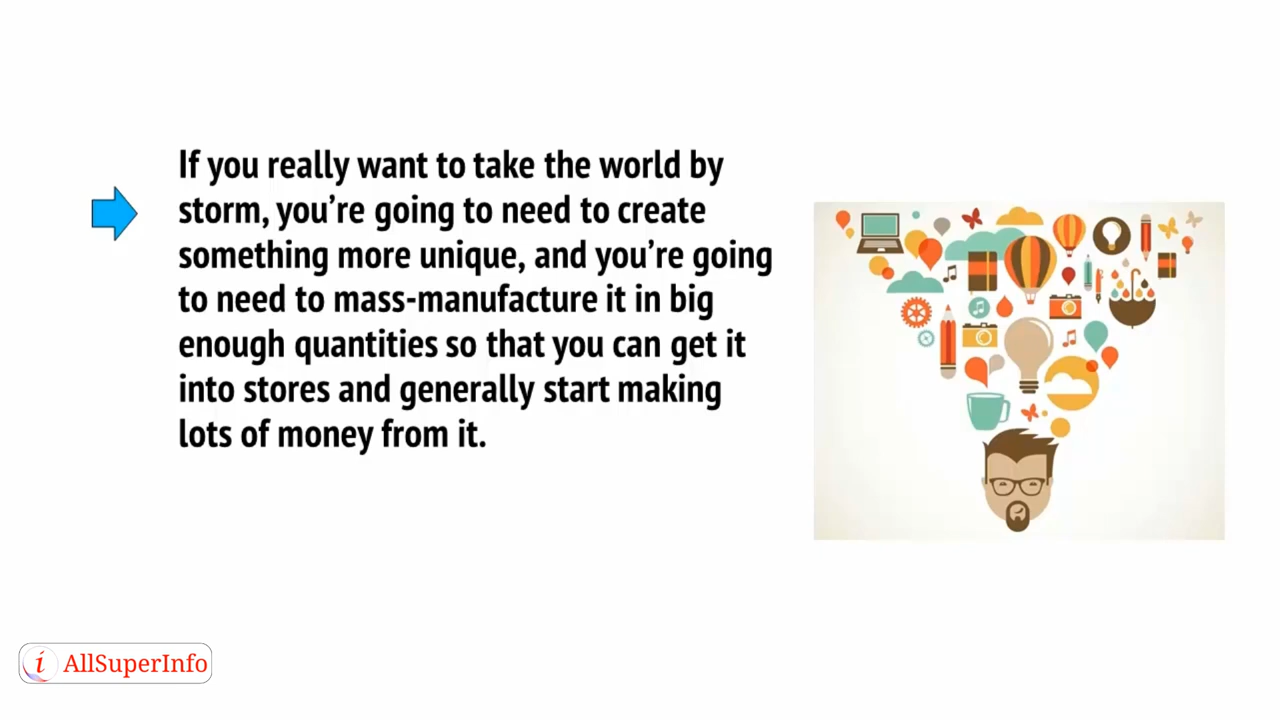 If you really want to take the world by
storm, you’re going to need to create
something more unique, and you’re going
to need to mass-manufacture it in big
enough quantities so that you can get it
into stores and generally start making
lots of money from it.
i AllSuperInfo